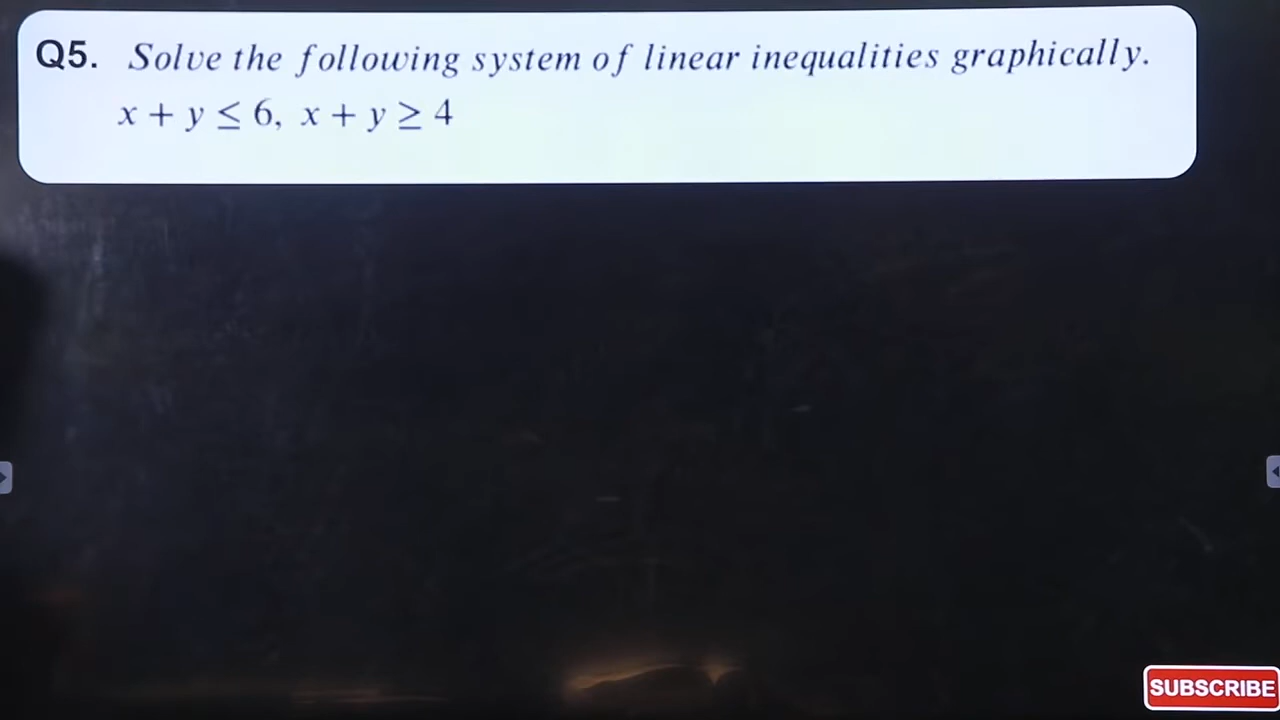 Q5. Solve the following system of linear inequalities graphically.
x + y ≤ 6, x + y ≥ 4
SUBSCRIBE